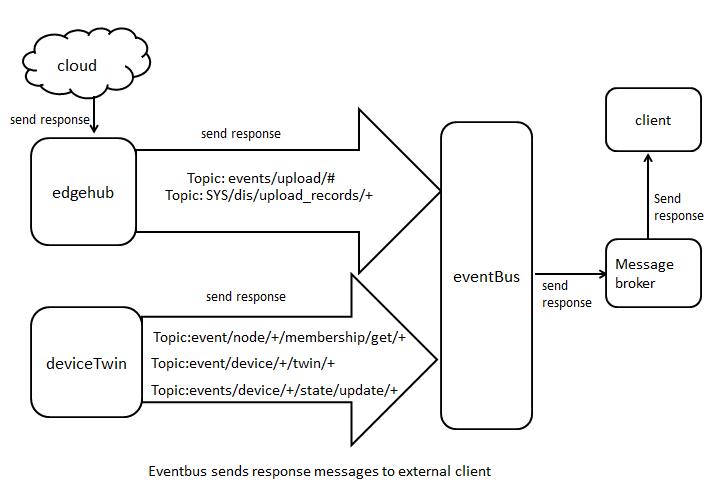 cloud
send response
send response
edgehub
Topic: events/upload/#
Topic: SYS/dis/upload_records/+
client
Send
response
eventBus
Message
broker
send
response
send response
deviceTwin
Topic:event/node/+/membership/get/+
Topic:event/device/+/twin/+
Topic:events/device/+/state/update/+
Eventbus sends response messages to external client